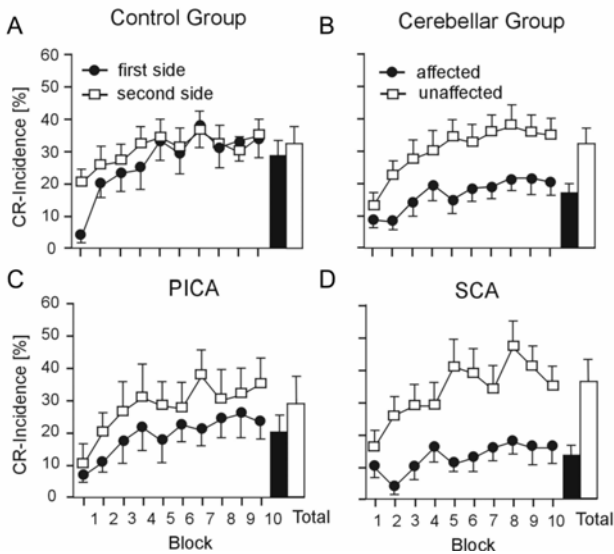 A
Control Group
B
Cerebellar Group
CR-Incidence [%]
60
50
40
30
20
10
0
first side
second side
affected
unaffected
C
PICA
D
SCA
CR-Incidence [%]
60
50
40
30
20
10
0
1 2 3 4 5 6 7 8 9 10 Total
1 2 3 4 5 6 7 8 9 10 Total
Block
Block